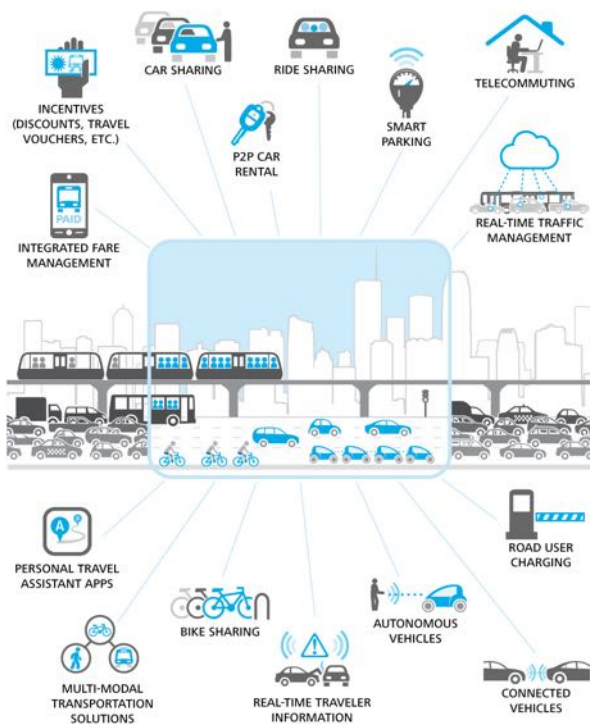 CAR SHARING
RIDE SHARING
TELECOMMUTING
INCENTIVES
(DISCOUNTS, TRAVEL
VOUCHERS, ETC.)
P2P CAR
RENTAL
SMART
PARKING
PAID
INTEGRATED FARE
MANAGEMENT
REAL-TIME TRAFFIC
MANAGEMENT
A
PERSONAL TRAVEL
ASSISTANT APPS
ROAD USER
CHARGING
BIKE SHARING
AUTONOMOUS
VEHICLES
MULTI-MODAL
TRANSPORTATION
SOLUTIONS
REAL-TIME TRAVELER
INFORMATION
CONNECTED
VEHICLES